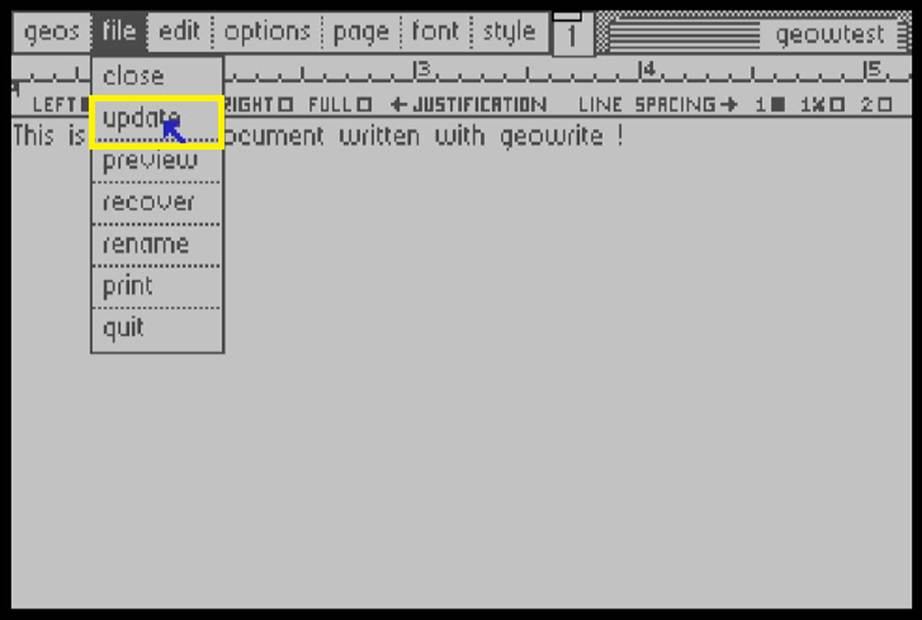 geos file edit options page font style 1 geowtest
3 4 5
LEFT RIGHT FULL ←JUSTIFICATION LINE SPACING→ 1 1½ 2
This is ocument written with geowrite !
close
update
preview
recover
rename
print
quit